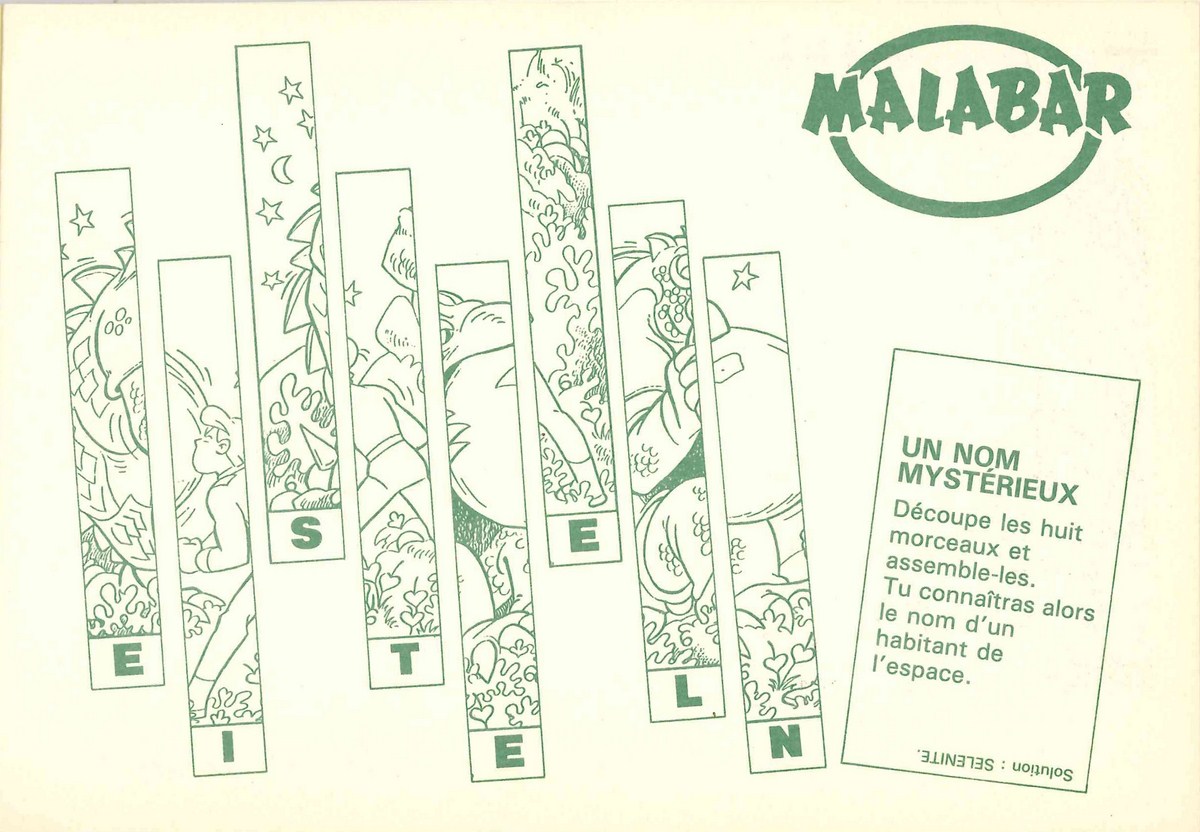 MALABAR
E
I
S
T
E
E
L
N
UN NOM
MYSTÉRIEUX
Découpe les huit
morceaux et
assemble-les.
Tu connaîtras alors
le nom d'un
habitant de
l'espace.
Solution : SELENITE.